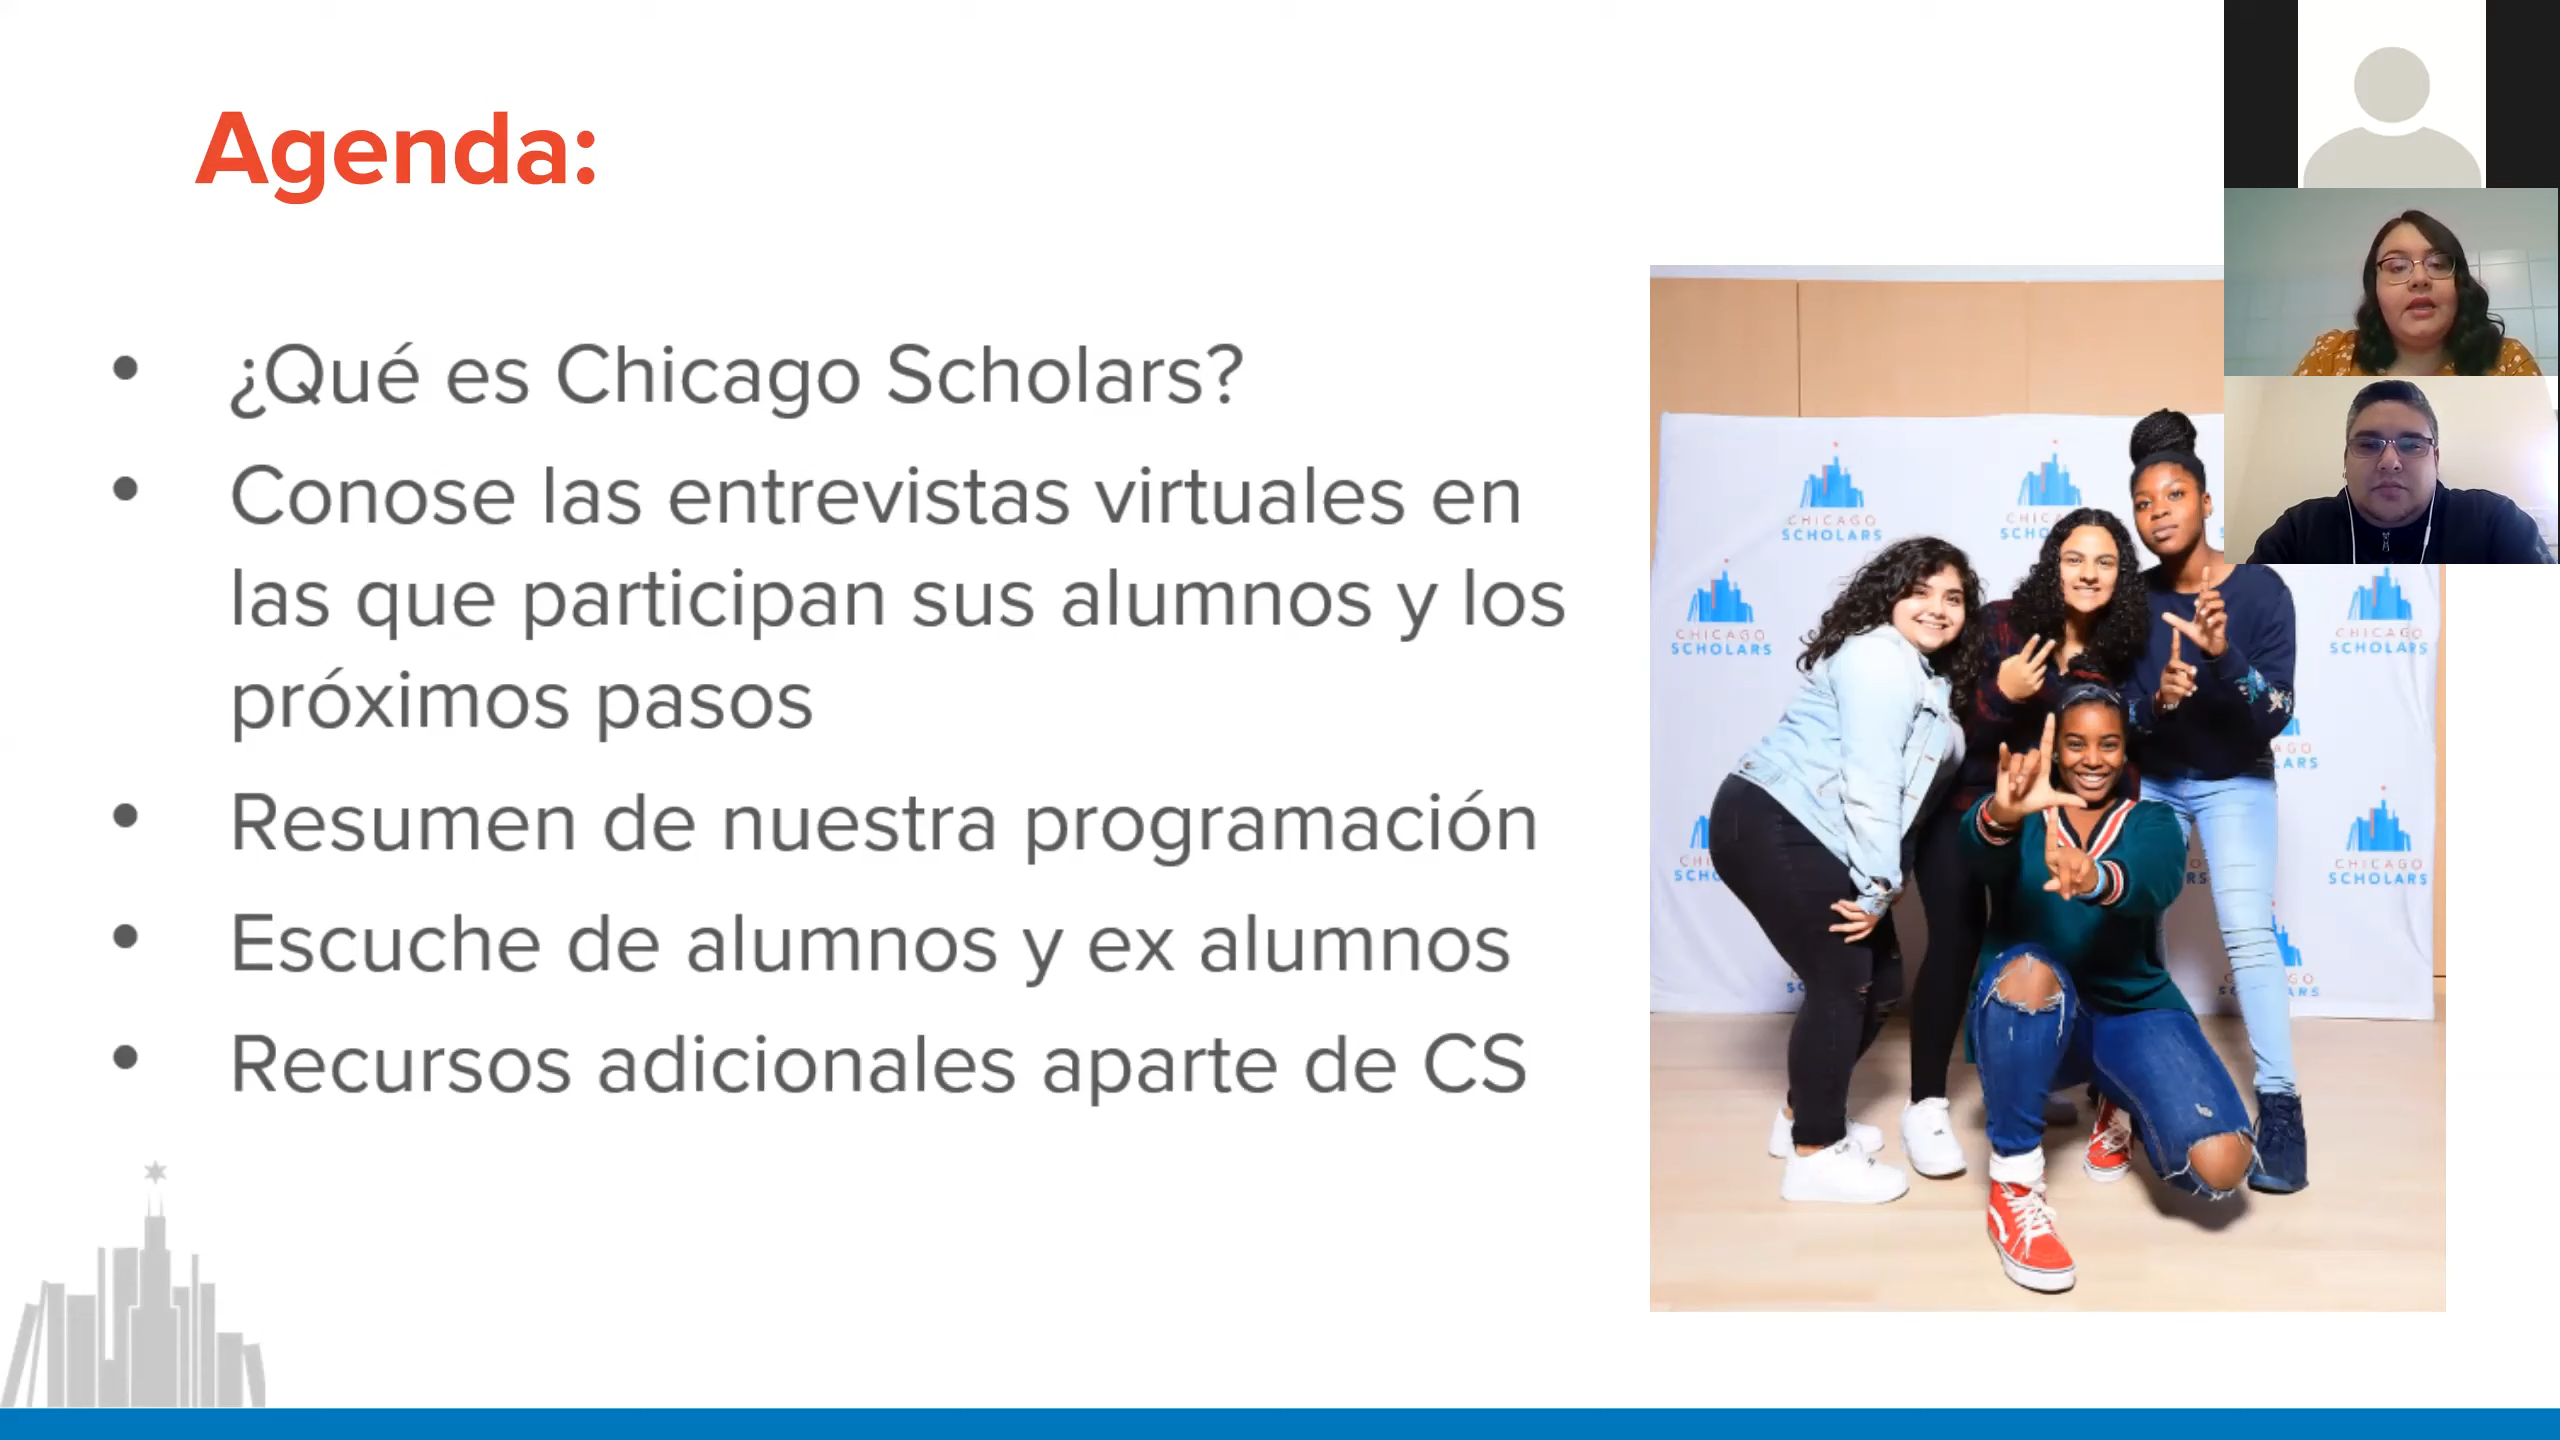 Agenda:
• ¿Qué es Chicago Scholars?
• Conose las entrevistas virtuales en
las que participan sus alumnos y los
próximos pasos
• Resumen de nuestra programación
• Escuche de alumnos y ex alumnos
• Recursos adicionales aparte de CS
CHICAGO
SCHOLARS
CHICAGO
SCHOLARS
CHICAGO
SCHOLARS
CHICAGO
SCHOLARS